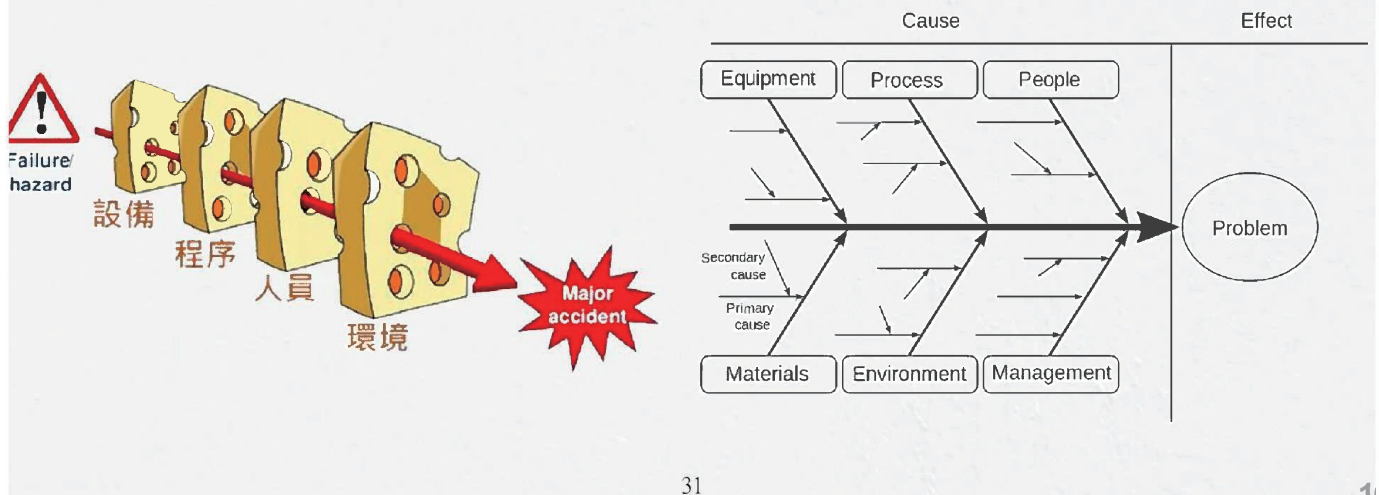 Failure/
hazard
設備
程序
人員
環境
Major
accident
Cause
Effect
Equipment
Process
People
Problem
Secondary
cause
Primary
cause
Materials
Environment
Management
31